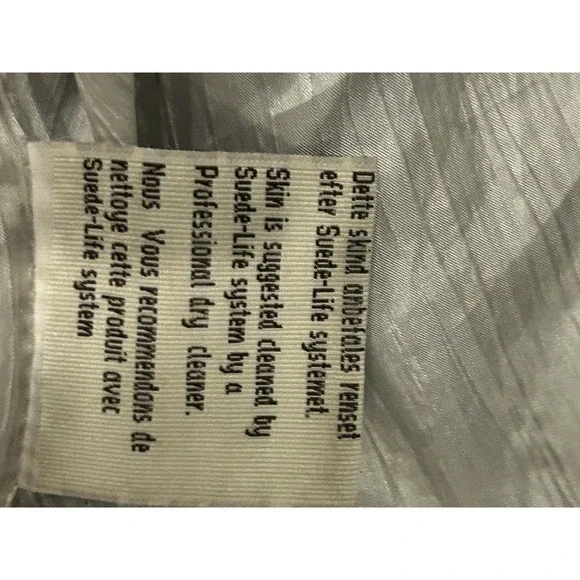 Dette skind anbefales renset
efter Suede-Life systemet.
Skin is suggested cleaned by
Suede-Life system by a
Professional dry cleaner.
Nous Vous recommendons de
nettoye cette produit avec
Suede-Life system